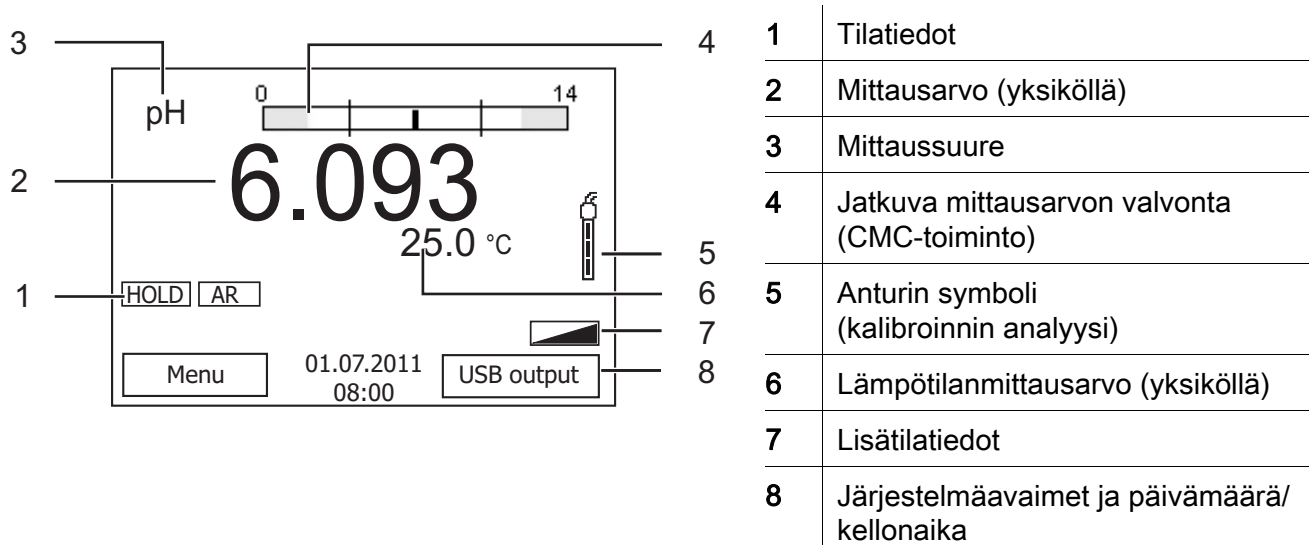 3
4
pH
0
14
2
6.093
25.0 °C
5
6
1
HOLD AR
7
Menu
01.07.2011
08:00
USB output
8
1 Tilatiedot
2 Mittausarvo (yksiköllä)
3 Mittaussuure
4 Jatkuva mittausarvon valvonta
(CMC-toiminto)
5 Anturin symboli
(kalibroinnin analyysi)
6 Lämpötilanmittausarvo (yksiköllä)
7 Lisätilatiedot
8 Järjestelmäavaimet ja päivämäärä/
kellonaika